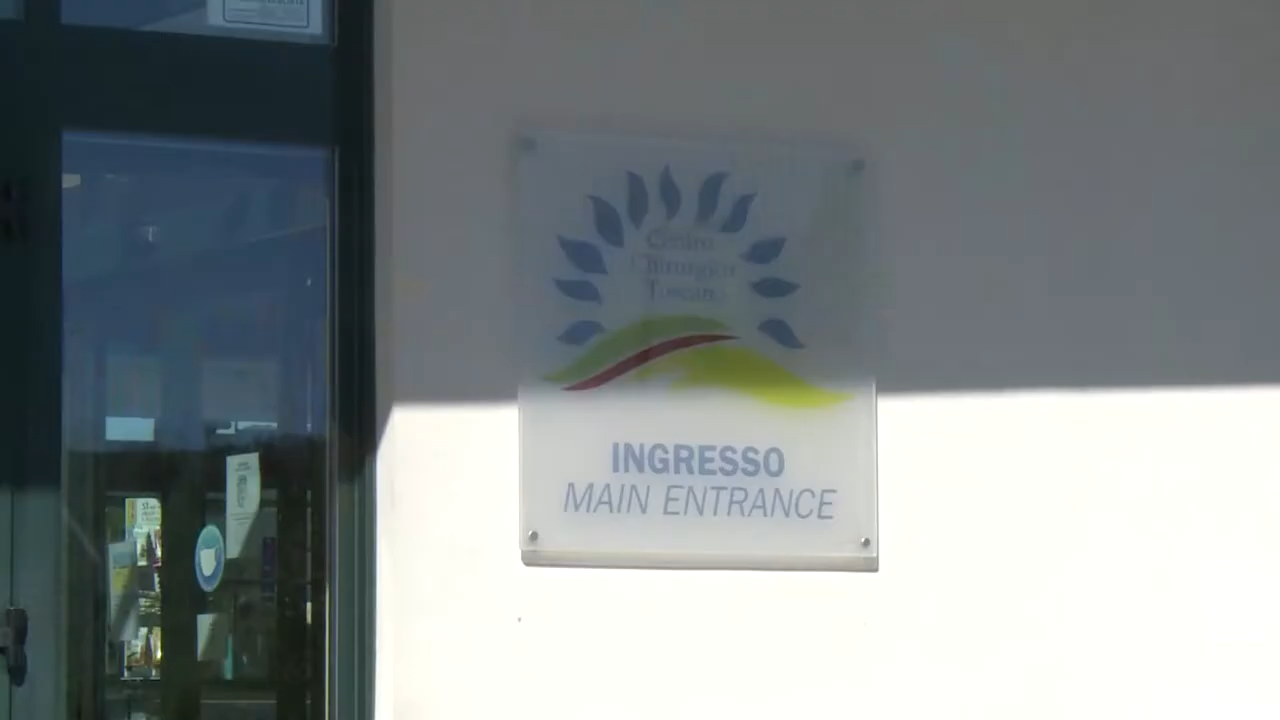 Centro
Chirurgico
Toscano
INGRESSO
MAIN ENTRANCE